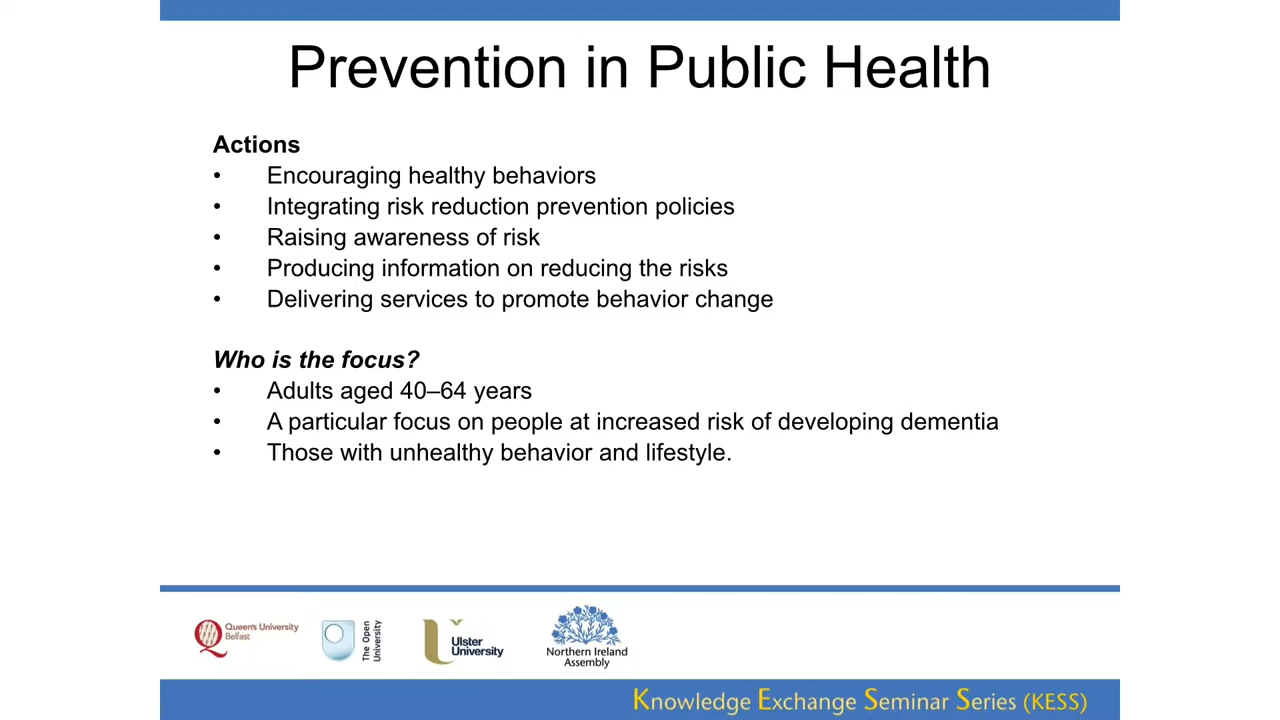 Prevention in Public Health
Actions
• Encouraging healthy behaviors
• Integrating risk reduction prevention policies
• Raising awareness of risk
• Producing information on reducing the risks
• Delivering services to promote behavior change
Who is the focus?
• Adults aged 40–64 years
• A particular focus on people at increased risk of developing dementia
• Those with unhealthy behavior and lifestyle.
Queen's University
Belfast
The Open
University
Ulster
University
Northern Ireland
Assembly
Knowledge Exchange Seminar Series (KESS)